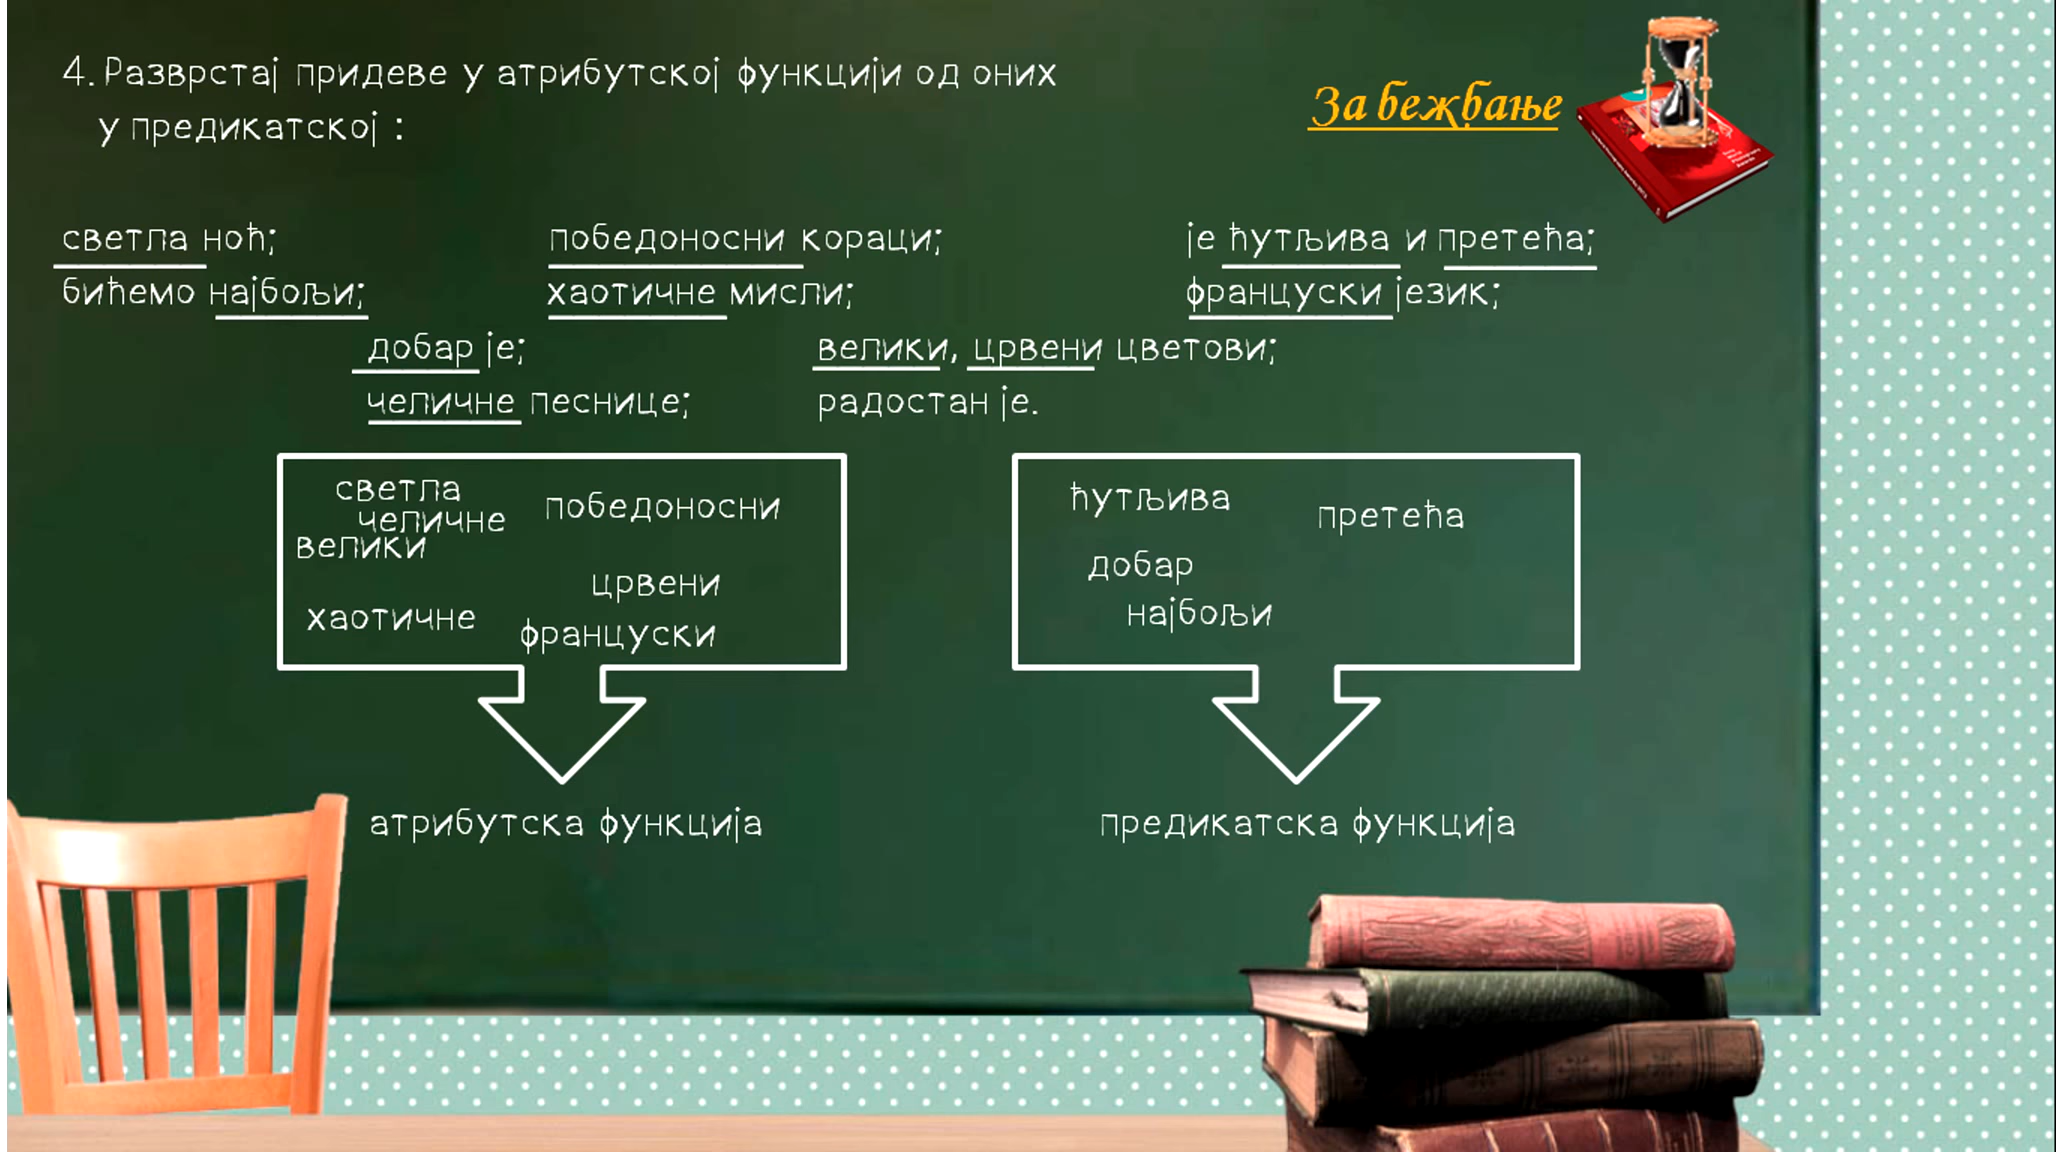 4. Разврстај придеве у атрибутској функцији од оних
у предикатској :
За бежбање
светла ноћ; победоносни кораци; је ћутљива и претећа;
бићемо најбољи; хаотичне мисли; француски језик;
добар је; велики, црвени цветови;
челичне песнице; радостан је.
светла
челичне
велики
победоносни
црвени
хаотичне
француски
ћутљива
претећа
добар
најбољи
атрибутска функција
предикатска функција